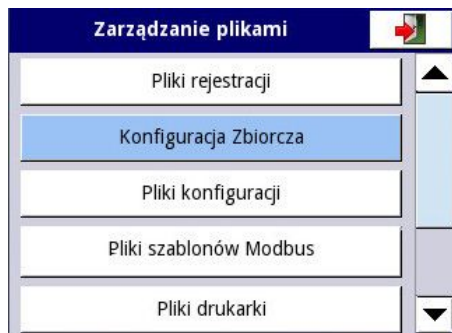 Zarządzanie plikami
Pliki rejestracji
Konfiguracja Zbiorcza
Pliki konfiguracji
Pliki szablonów Modbus
Pliki drukarki